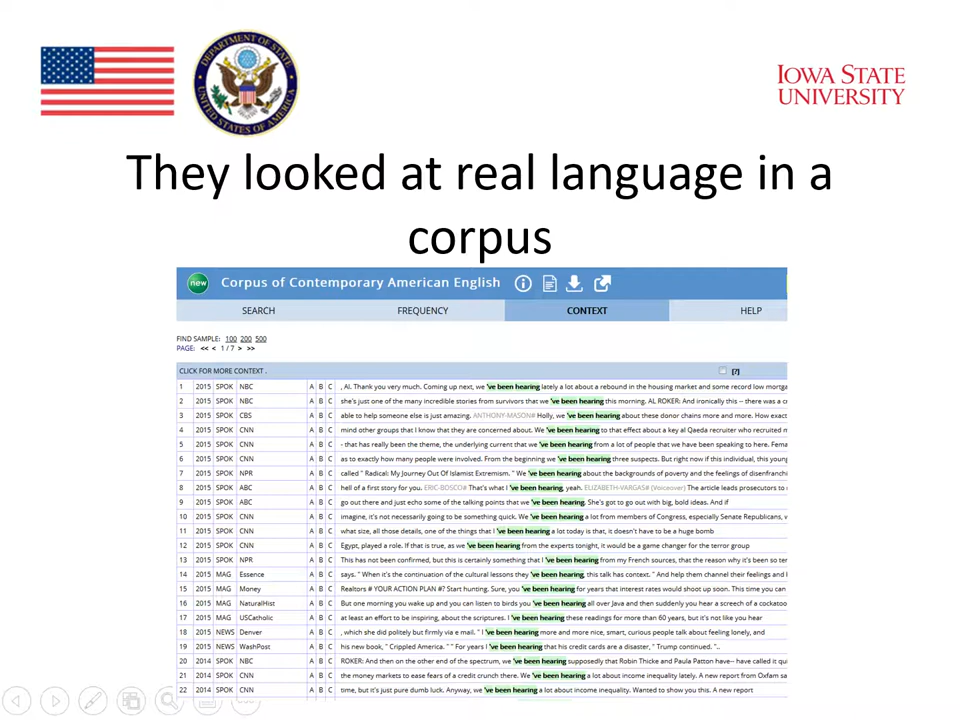 DEPARTMENT OF STATE
UNITED STATES OF AMERICA
IOWA STATE
UNIVERSITY
They looked at real language in a
corpus
new Corpus of Contemporary American English
SEARCH FREQUENCY CONTEXT HELP
FIND SAMPLE: 100 200 500
PAGE: << < 1 / 7 > >>
CLICK FOR MORE CONTEXT . [?]
1 2015 SPOK NBC A B C , Al. Thank you very much. Coming up next, we 've been hearing lately a lot about a rebound in the housing market and some record low mortga
2 2015 SPOK NBC A B C she's just one of the many incredible stories from survivors that we 've been hearing this morning. AL ROKER: And ironically this -- there was a cr
3 2015 SPOK CBS A B C able to help someone else is just amazing. ANTHONY-MASON# Holly, we 've been hearing about these donor chains more and more. How exact
4 2015 SPOK CNN A B C mind other groups that I know that they are concerned about. We 've been hearing to that effect about a key al Qaeda recruiter who recruited m
5 2015 SPOK CNN A B C - that has really been the theme, the underlying current that we 've been hearing from a lot of people that we have been speaking to here. Fema
6 2015 SPOK CNN A B C as to exactly how many people were involved. From the beginning we 've been hearing three suspects. But right now if this individual, this young
7 2015 SPOK NPR A B C called " Radical: My Journey Out Of Islamist Extremism. " We 've been hearing about the backgrounds of poverty and the feelings of disenfranchi
8 2015 SPOK ABC A B C hell of a first story for you. ERIC-BOSCO# That's what I 've been hearing, yeah. ELIZABETH-VARGAS# (Voiceover) The article leads prosecutors to
9 2015 SPOK ABC A B C go out there and just echo some of the talking points that we 've been hearing. She's got to go out with big, bold ideas. And if
10 2015 SPOK CNN A B C imagine, it's not necessarily going to be something quick. We 've been hearing a lot from members of Congress, especially Senate Republicans, w
11 2015 SPOK CNN A B C what size, all those details, one of the things that I 've been hearing a lot today is that, it doesn't have to be a huge bomb
12 2015 SPOK CNN A B C Egypt, played a role. If that is true, as we 've been hearing from the experts tonight, it would be a game changer for the terror group
13 2015 SPOK NPR A B C This has not been confirmed, but this is certainly something that I 've been hearing from my French sources, that the reason why it's been so ter
14 2015 MAG Essence A B C says. " When it's the continuation of the cultural lessons they 've been hearing, this talk has context. " And help them channel their feelings and l
15 2015 MAG Money A B C Realtors # YOUR ACTION PLAN #? Start hunting. Sure, you 've been hearing for years that interest rates would shoot up soon. This time you can
16 2015 MAG NaturalHist A B C But one morning you wake up and you can listen to birds you 've been hearing all over Java and then suddenly you hear a screech of a cockatoo
17 2015 MAG USCatholic A B C at least an effort to be inspiring, about the scriptures. I 've been hearing these readings for more than 60 years, but it's not like you hear
18 2015 NEWS Denver A B C , which she did politely but firmly via e mail. " I 've been hearing more and more nice, smart, curious people talk about feeling lonely, and
19 2015 NEWS WashPost A B C his new book, " Crippled America. " " For years I 've been hearing that his credit cards are a disaster, " Trump continued. "..
20 2014 SPOK NBC A B C ROKER: And then on the other end of the spectrum, we 've been hearing supposedly that Robin Thicke and Paula Patton have-- have called it qui
21 2014 SPOK CNN A B C the money markets to ease fears of a credit crunch there. We 've been hearing a lot about income inequality lately. A new report from Oxfam sa
22 2014 SPOK CNN A B C time, but it's just pure dumb luck. Anyway, we 've been hearing a lot about income inequality. Wanted to show you this. A new report